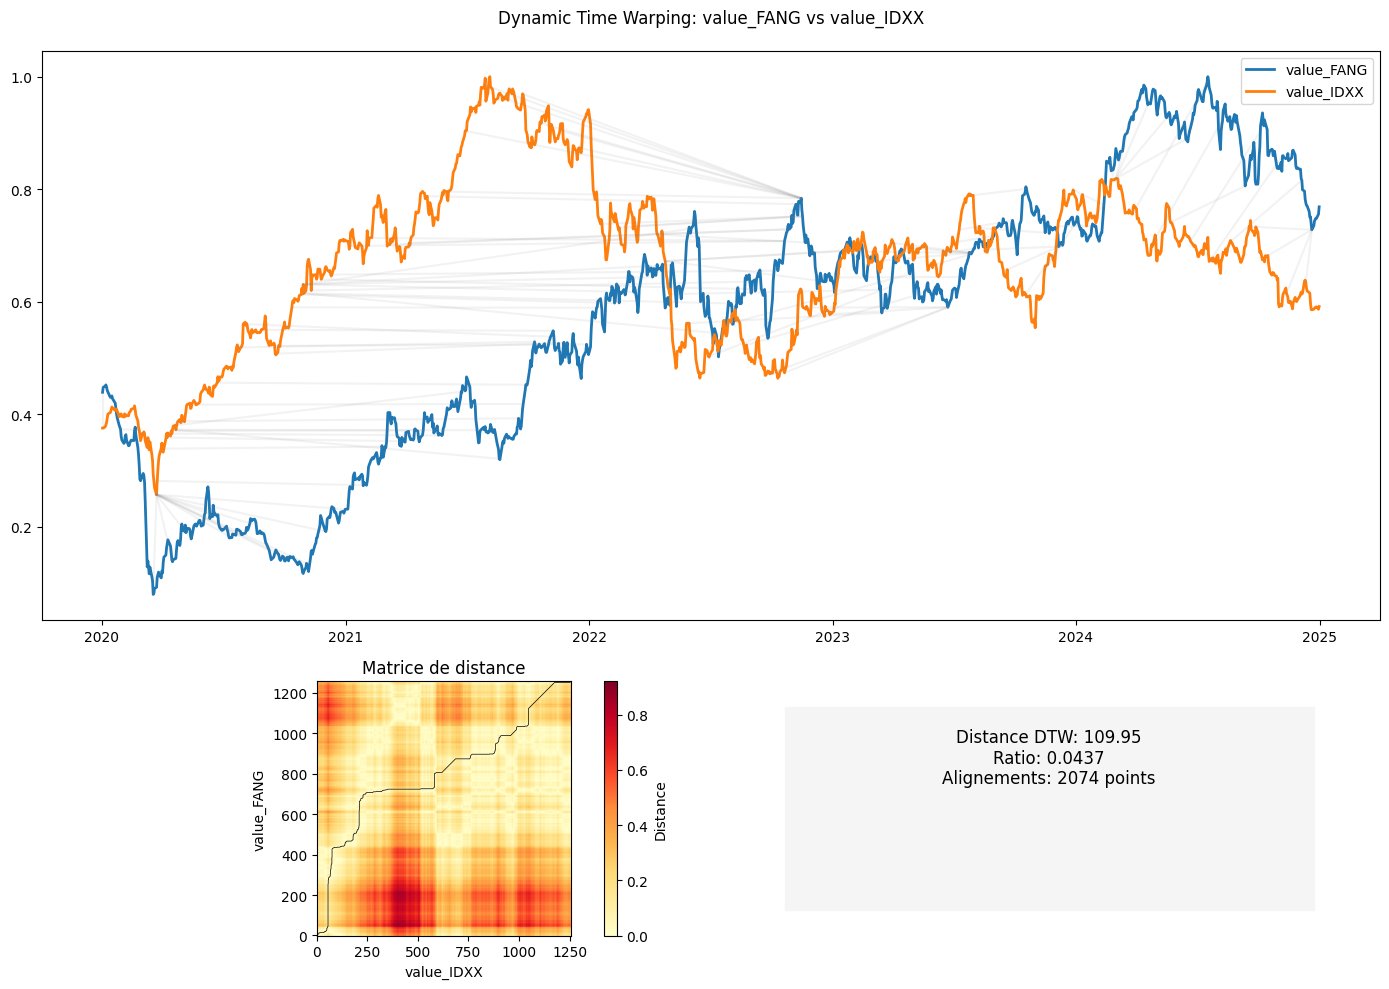 Dynamic Time Warping: value_FANG vs value_IDXX
value_FANG
value_IDXX
1.0
0.8
0.6
0.4
0.2
2020 2021 2022 2023 2024 2025
Matrice de distance
1200
1000
800
600
400
200
0
value_FANG
0 250 500 750 1000 1250
value_IDXX
0.8
0.6
0.4
0.2
0.0
Distance
Distance DTW: 109.95
Ratio: 0.0437
Alignements: 2074 points